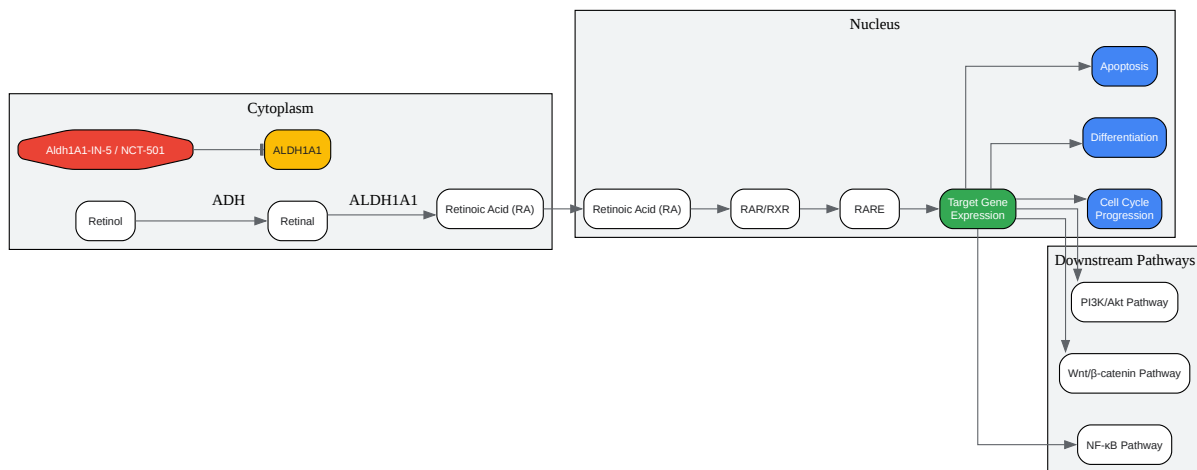 Nucleus
Apoptosis
Cytoplasm
Differentiation
Aldh1A1-IN-5 / NCT-501
ALDH1A1
ADH
ALDH1A1
Retinol
Retinal
Retinoic Acid (RA)
Retinoic Acid (RA)
RAR/RXR
RARE
Target Gene
Expression
Cell Cycle
Progression
Downstream Pathways
PI3K/Akt Pathway
Wnt/β-catenin Pathway
NF-κB Pathway